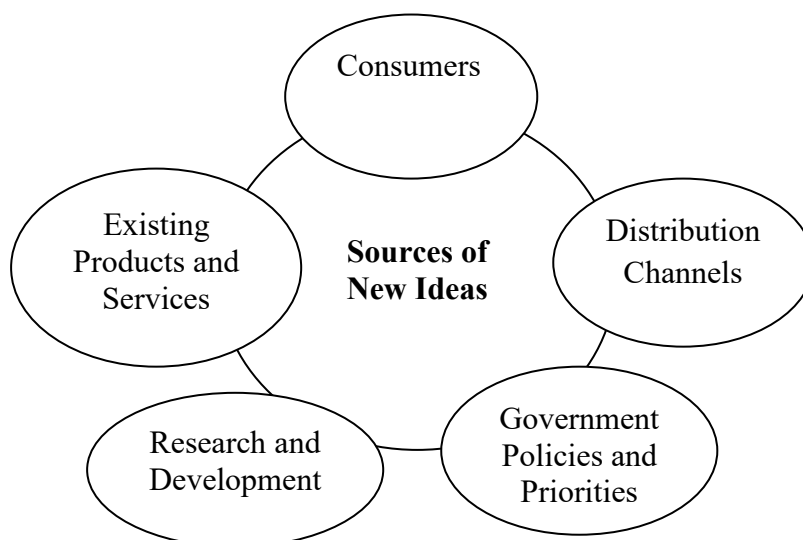 Consumers
Existing
Products and
Services
Sources of
New Ideas
Distribution
Channels
Research and
Development
Government
Policies and
Priorities